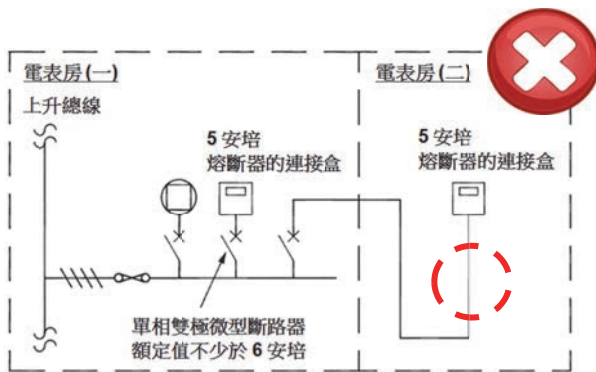 電表房(一)
電表房(二)
上升總線
5 安培
熔斷器的連接盒
5 安培
熔斷器的連接盒
單相雙極微型斷路器
額定值不少於 6 安培